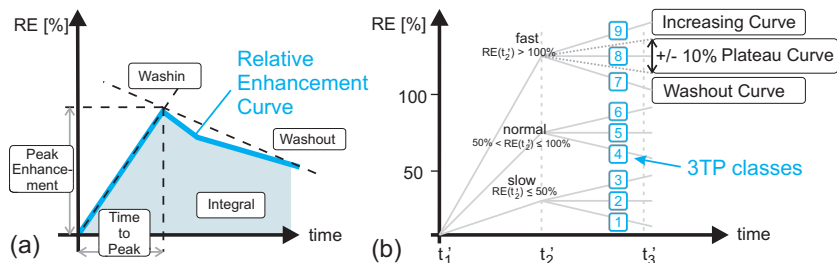 RE [%]
Washin
Relative
Enhancement
Curve
Washout
Peak
Enhance-
ment
Integral
Time
to
Peak
time
(a)
RE [%]
100
50
fast
RE(t2') > 100%
normal
50% < RE(t2') ≤ 100%
slow
RE(t2') ≤ 50%
9
8
7
6
5
4
3
2
1
Increasing Curve
+/- 10% Plateau Curve
Washout Curve
3TP classes
time
t1'
t2'
t3'
(b)